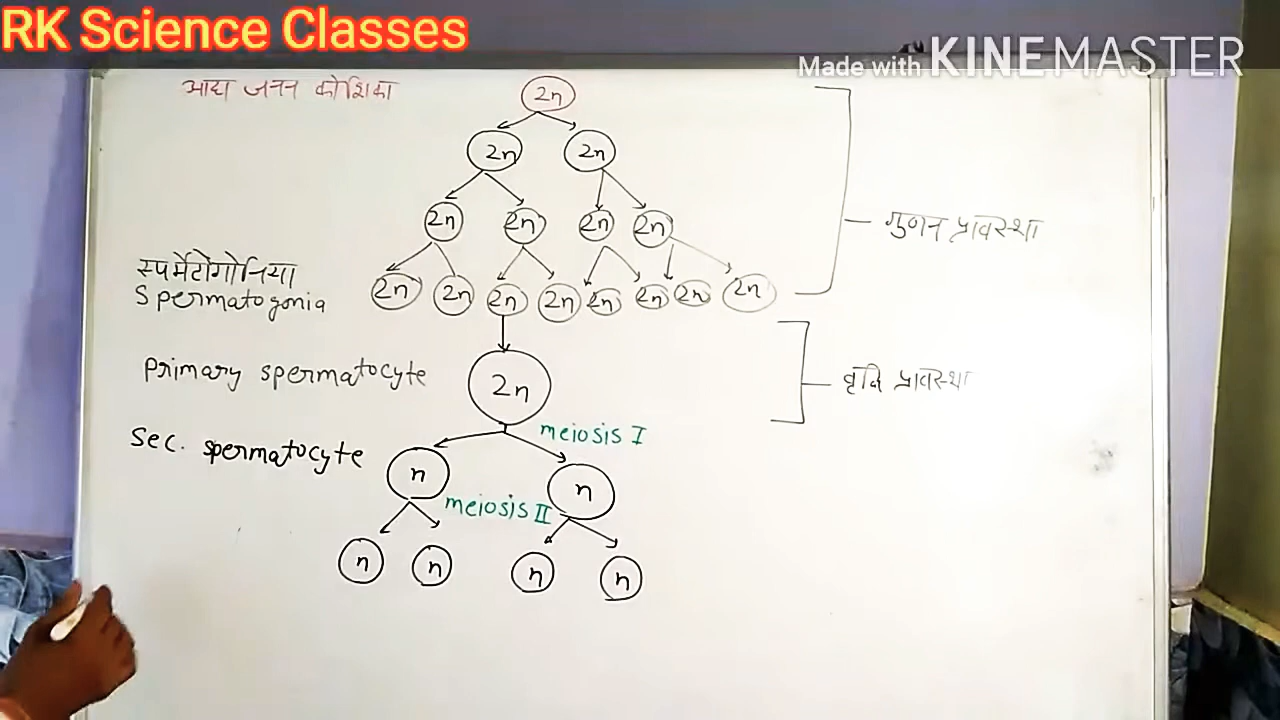 RK Science Classes
Made with KINEMASTER
आद्य जनन कोशिका
2n
2n 2n
2n 2n 2n 2n
गुणन प्रावस्था
स्पर्मेटोगोनिया
Spermatogonia
2n 2n 2n 2n 2n 2n 2n 2n
Primary spermatocyte
2n
वृद्धि प्रावस्था
meiosis I
Sec. spermatocyte
n n
meiosis II
n n n n